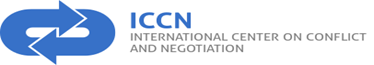 ICCN
INTERNATIONAL CENTER ON CONFLICT
AND NEGOTIATION